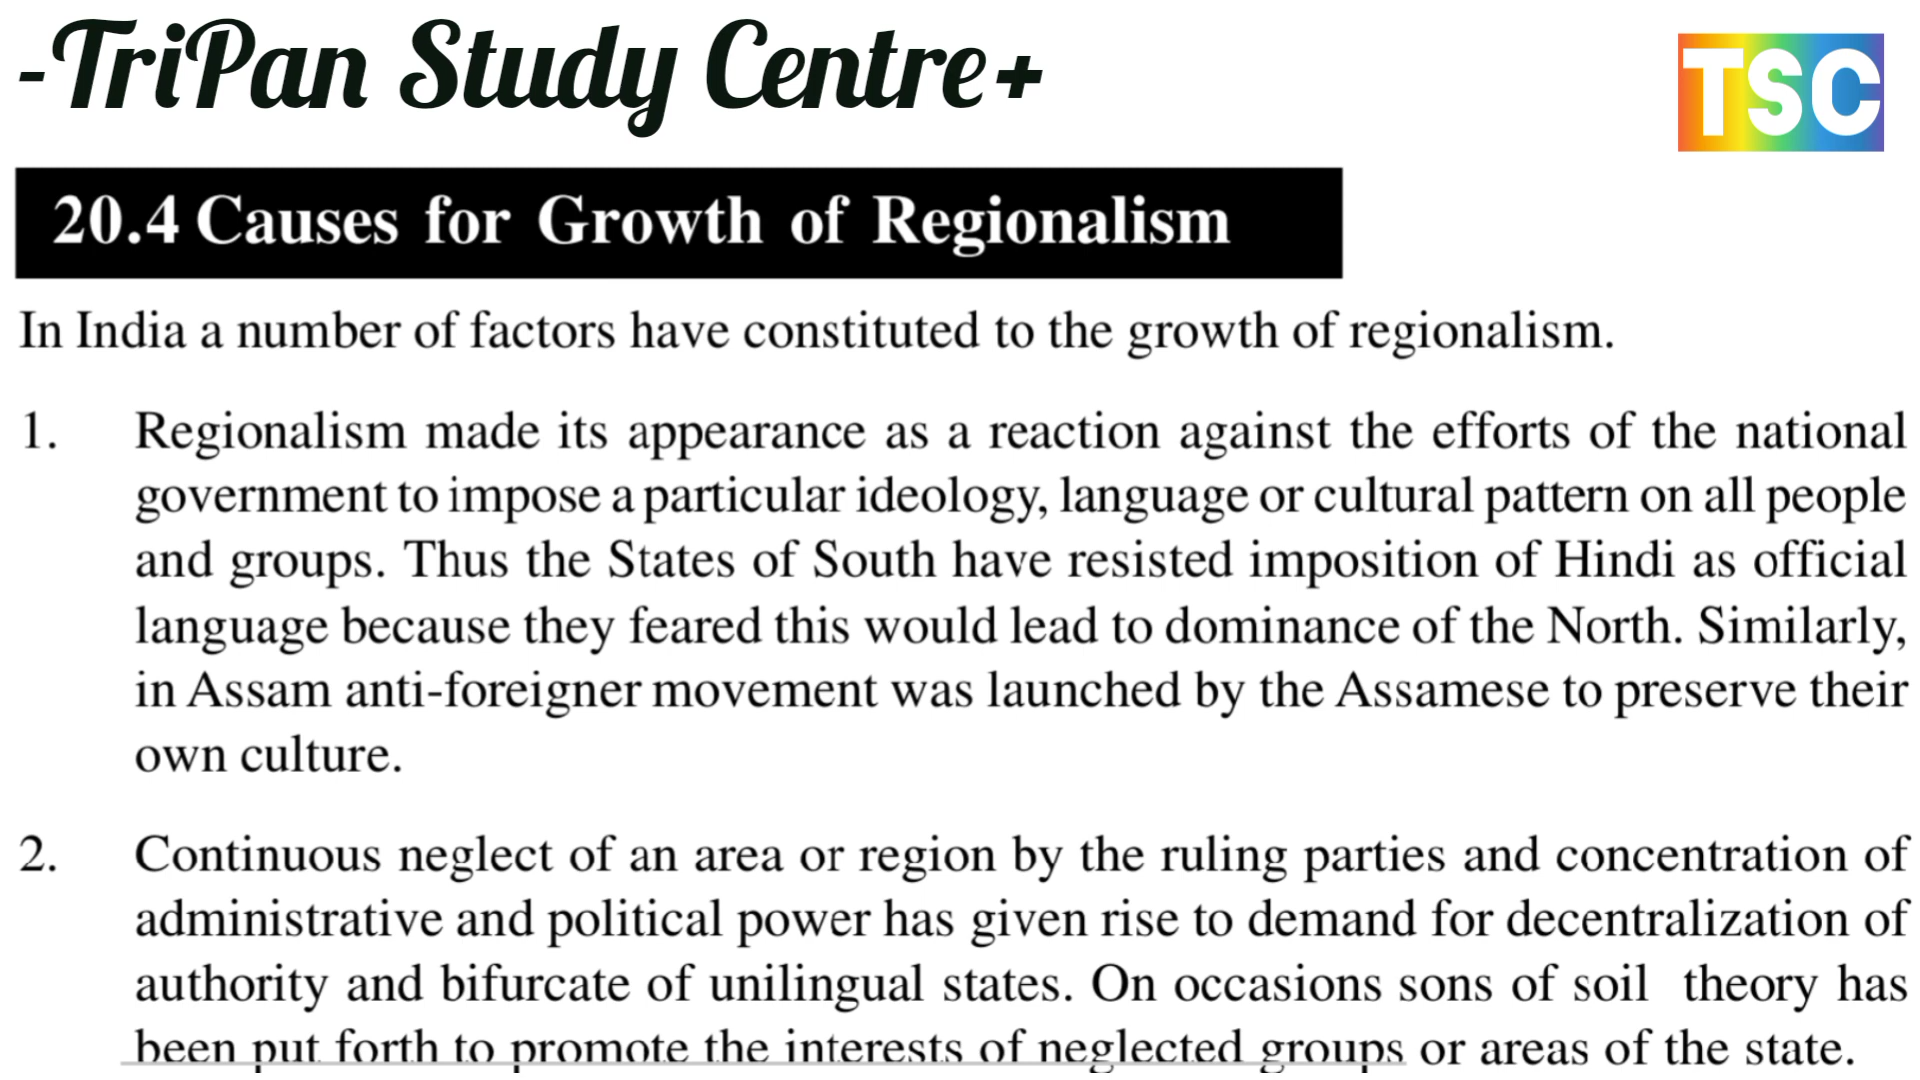 -TriPan Study Centre+
TSC
20.4 Causes for Growth of Regionalism
In India a number of factors have constituted to the growth of regionalism.
1. Regionalism made its appearance as a reaction against the efforts of the national
government to impose a particular ideology, language or cultural pattern on all people
and groups. Thus the States of South have resisted imposition of Hindi as official
language because they feared this would lead to dominance of the North. Similarly,
in Assam anti-foreigner movement was launched by the Assamese to preserve their
own culture.
2. Continuous neglect of an area or region by the ruling parties and concentration of
administrative and political power has given rise to demand for decentralization of
authority and bifurcate of unilingual states. On occasions sons of soil theory has
been put forth to promote the interests of neglected groups or areas of the state.